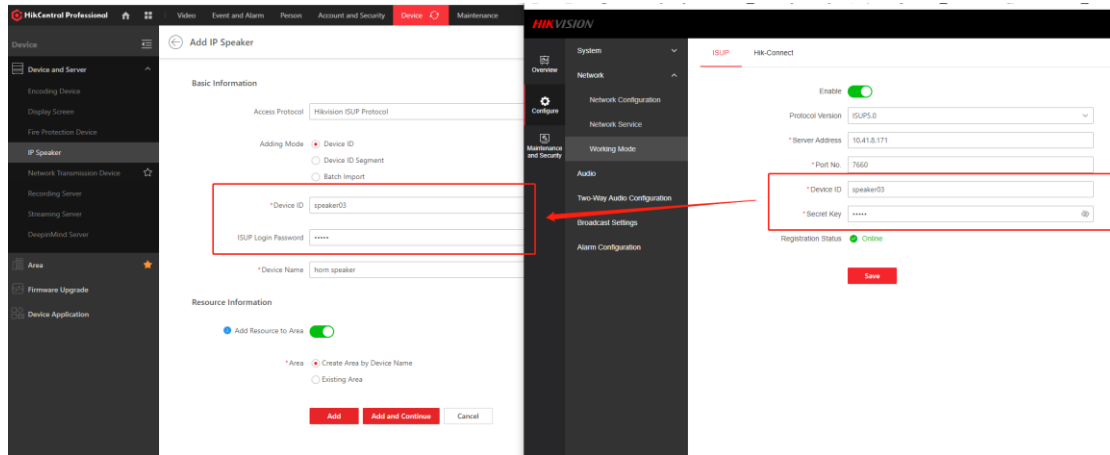 HikCentral Professional
Video
Event and Alarm
Person
Account and Security
Device
Maintenance
Device
Device and Server
Encoding Device
Display Screen
Fire Protection Device
IP Speaker
Network Transmission Device
Recording Server
Streaming Server
DeepinMind Server
Area
Firmware Upgrade
Device Application
Add IP Speaker
Basic Information
Access Protocol Hikvision ISUP Protocol
Adding Mode Device ID
Device ID Segment
Batch Import
*Device ID speaker03
ISUP Login Password •••••
*Device Name horn speaker
Resource Information
Add Resource to Area
*Area Create Area by Device Name
Existing Area
Add
Add and Continue
Cancel
HIKVISION
Overview
Configure
Maintenance
and Security
System
Network
Network Configuration
Network Service
Working Mode
Audio
Two-Way Audio Configuration
Broadcast Settings
Alarm Configuration
ISUP
Hik-Connect
Enable
Protocol Version ISUP5.0
*Server Address 10.41.8.171
*Port No. 7660
*Device ID speaker03
*Secret Key •••••
Registration Status Online
Save